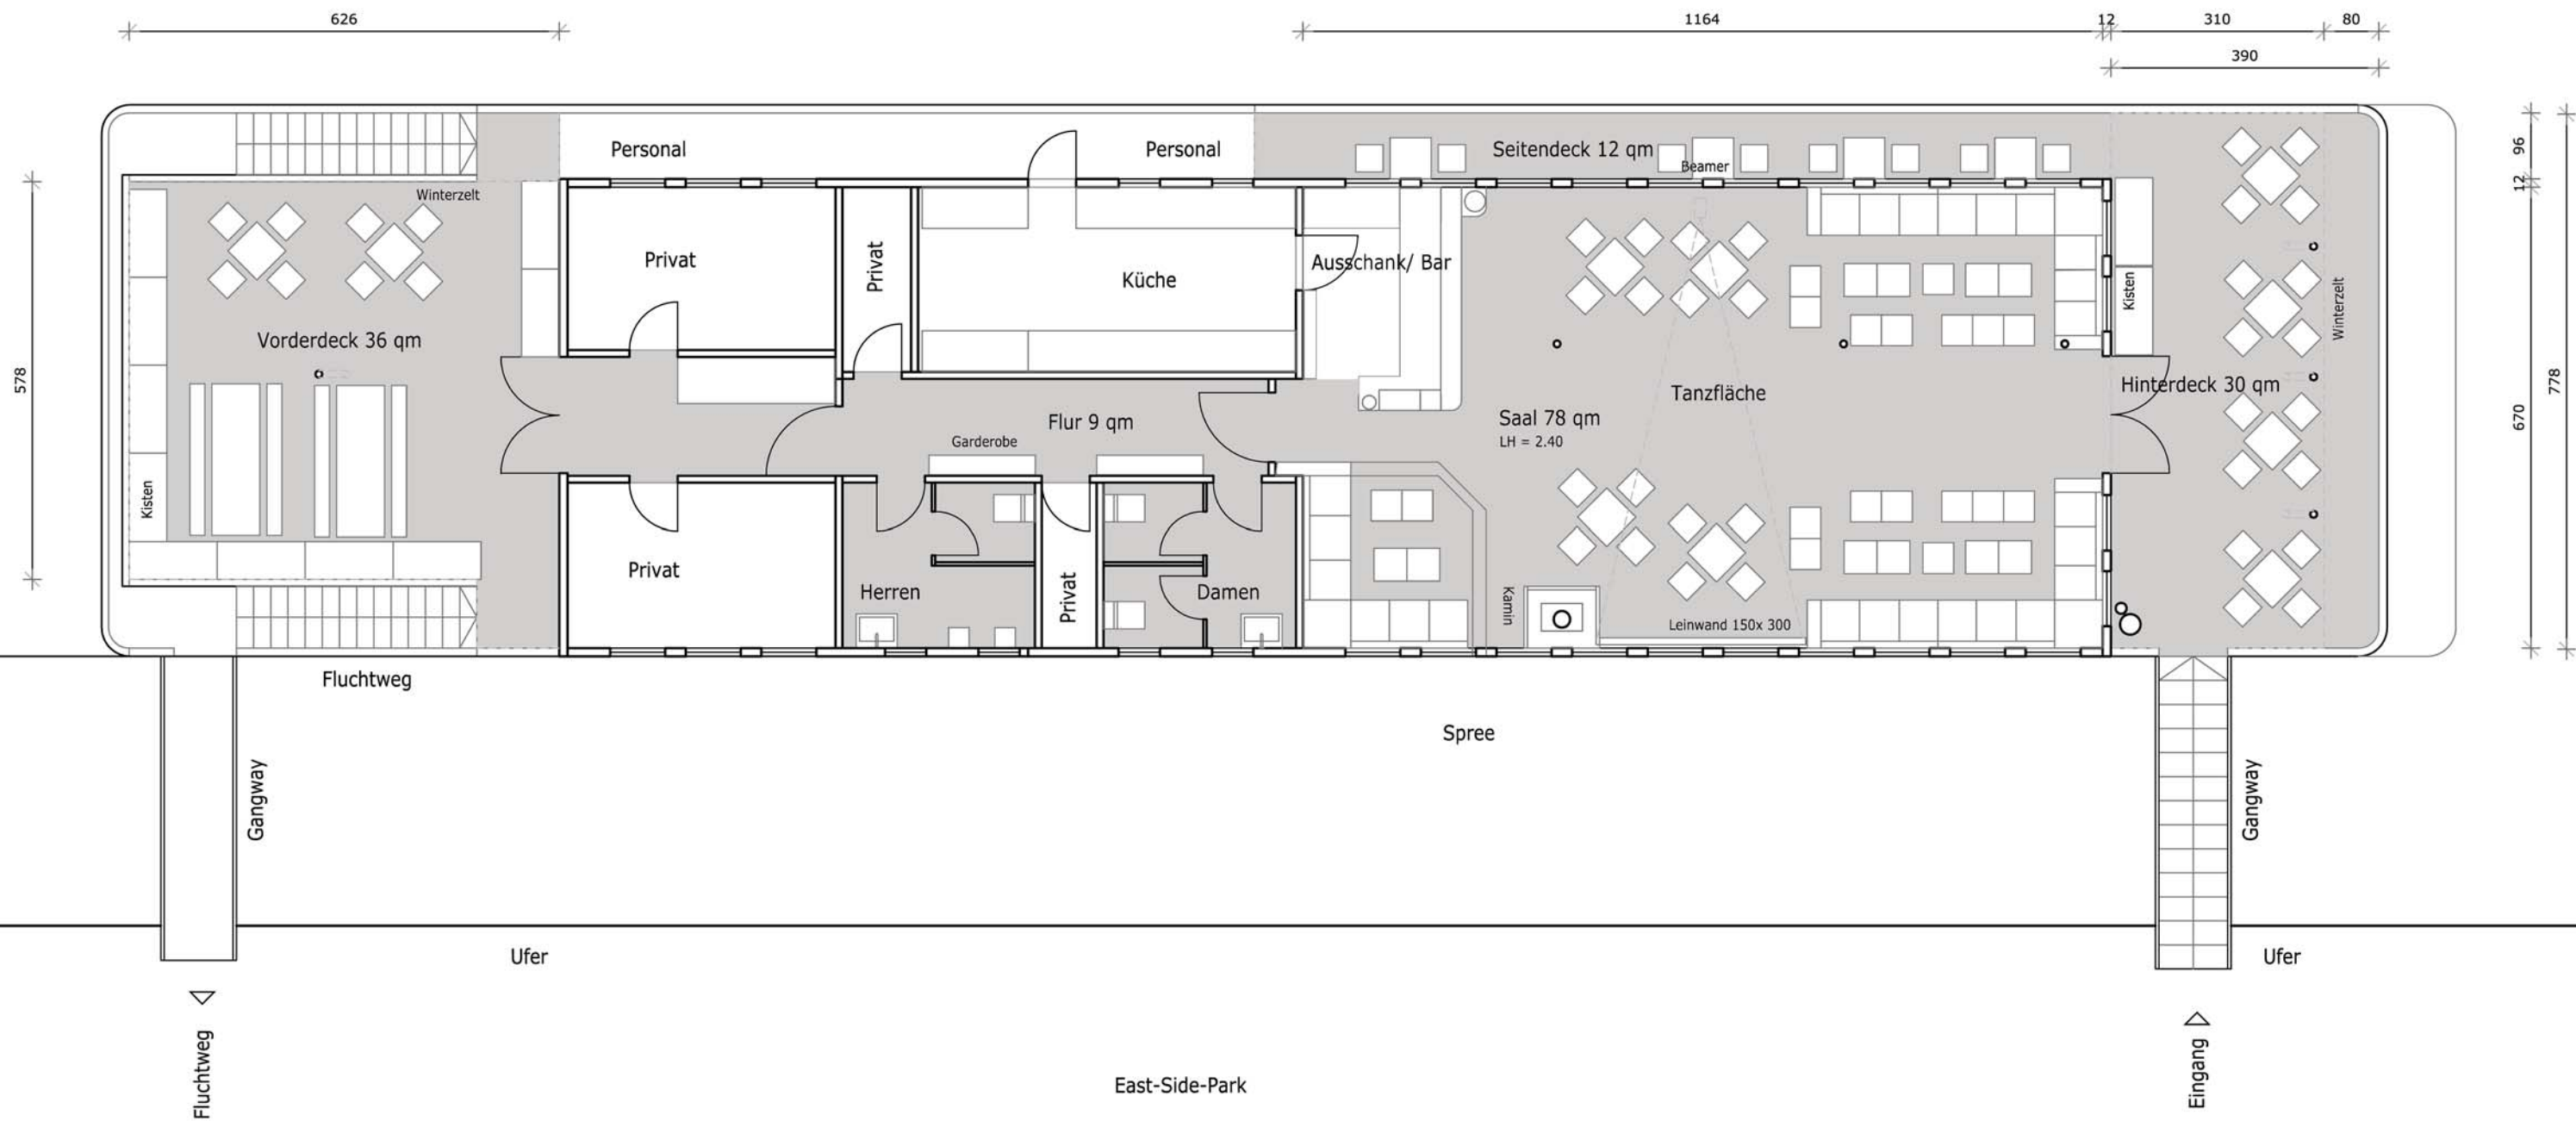 626
1164
12
310
80
390
Personal
Personal
Seitendeck 12 qm
Beamer
96
12
Winterzelt
Privat
Privat
Küche
Ausschank/ Bar
Kisten
Winterzelt
Vorderdeck 36 qm
578
Hinterdeck 30 qm
778
670
Tanzfläche
Flur 9 qm
Saal 78 qm
LH = 2.40
Garderobe
Kisten
Privat
Herren
Privat
Damen
Kamin
Leinwand 150x 300
Fluchtweg
Spree
Gangway
Gangway
Ufer
Ufer
Fluchtweg
Eingang
East-Side-Park